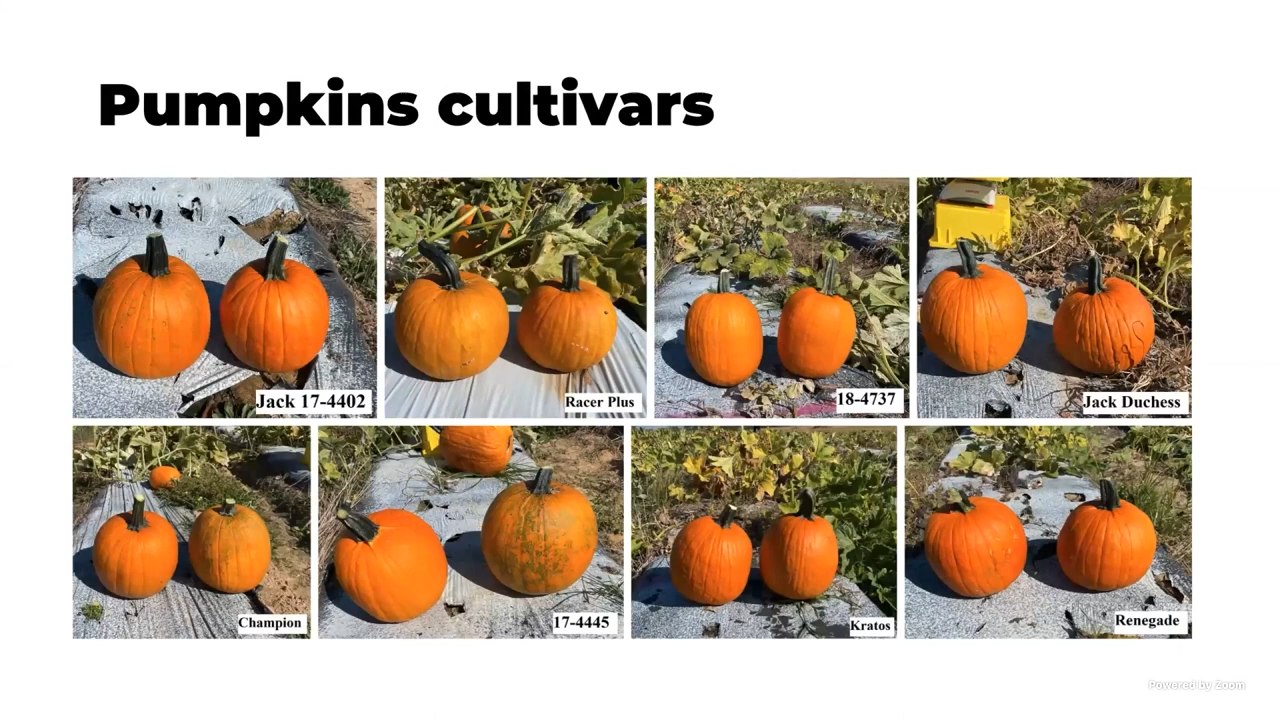 Pumpkins cultivars
Jack 17-4402
Racer Plus
18-4737
Jack Duchess
Champion
17-4445
Kratos
Renegade
Powered by Zoom